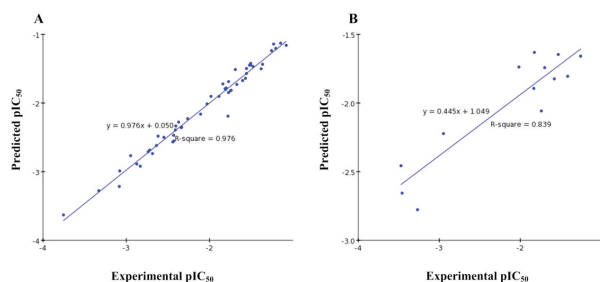 A
B
-1
-2
-3
-4
-4
-3
-2
-1
Predicted pIC50
y = 0.976x + 0.050
R-square = 0.976
Experimental pIC50
-1.5
-2.0
-2.5
-3.0
-4
-3
-2
-1
Predicted pIC50
y = 0.445x + 1.049
R-square = 0.839
Experimental pIC50